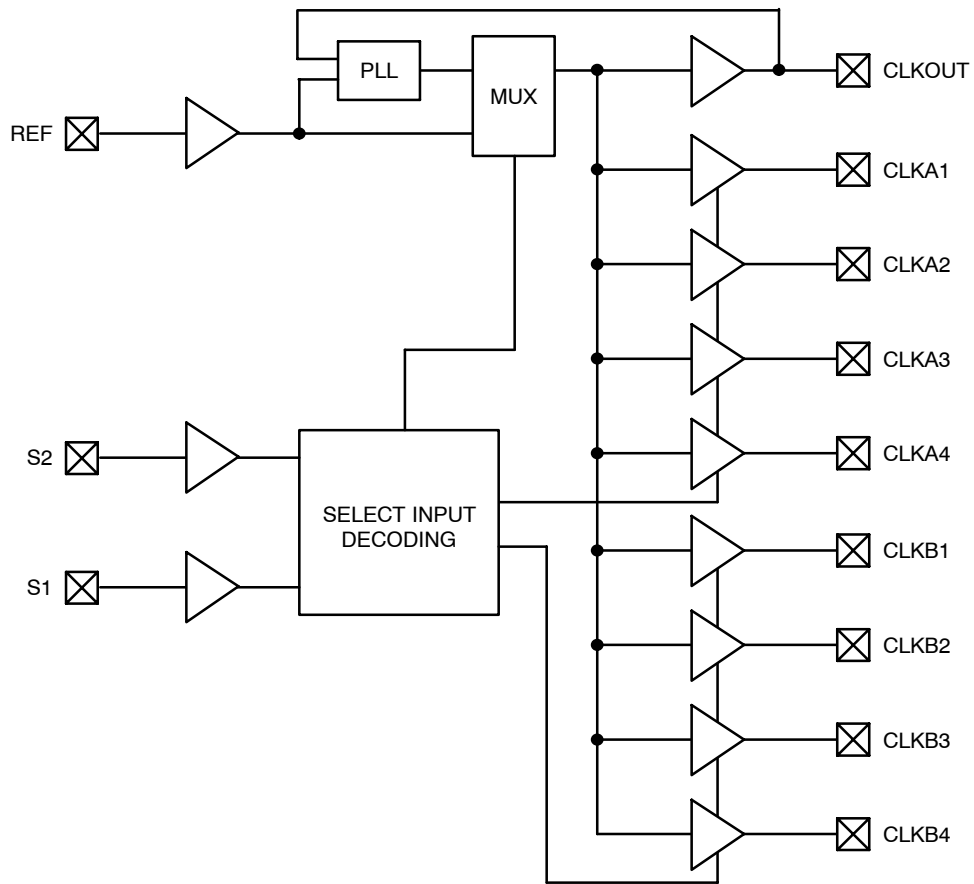 PLL
MUX
CLKOUT
REF
CLKA1
CLKA2
CLKA3
CLKA4
S2
SELECT INPUT
DECODING
S1
CLKB1
CLKB2
CLKB3
CLKB4